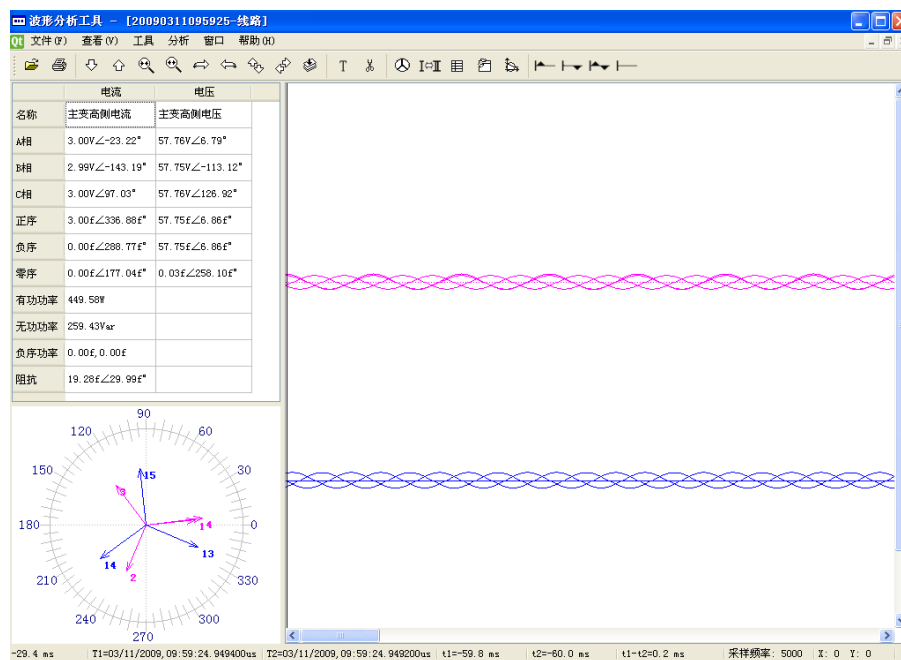 波形分析工具 - [20090311095925-线路]
文件(F) 查看(V) 工具 分析 窗口 帮助(H)
电流 电压
名称 主变高侧电流 主变高侧电压
A相 3.00V∠-23.22° 57.76V∠6.79°
B相 2.99V∠-143.19° 57.75V∠-113.12°
C相 3.00V∠97.03° 57.76V∠126.92°
正序 3.00f∠336.88f° 57.75f∠6.86f°
负序 0.00f∠288.77f° 57.75f∠6.86f°
零序 0.00f∠177.04f° 0.03f∠258.10f°
有功功率 449.58W
无功功率 259.43Var
负序功率 0.00f,0.00f
阻抗 19.28f∠29.99f°
90
120 60
150 15 30
3
180 14 0
13
14
2
210 330
240 300
270
-29.4 ms T1=03/11/2009,09:59:24.949400us T2=03/11/2009,09:59:24.949200us t1=-59.8 ms t2=-60.0 ms t1-t2=0.2 ms 采样频率: 5000 X: 0 Y: 0